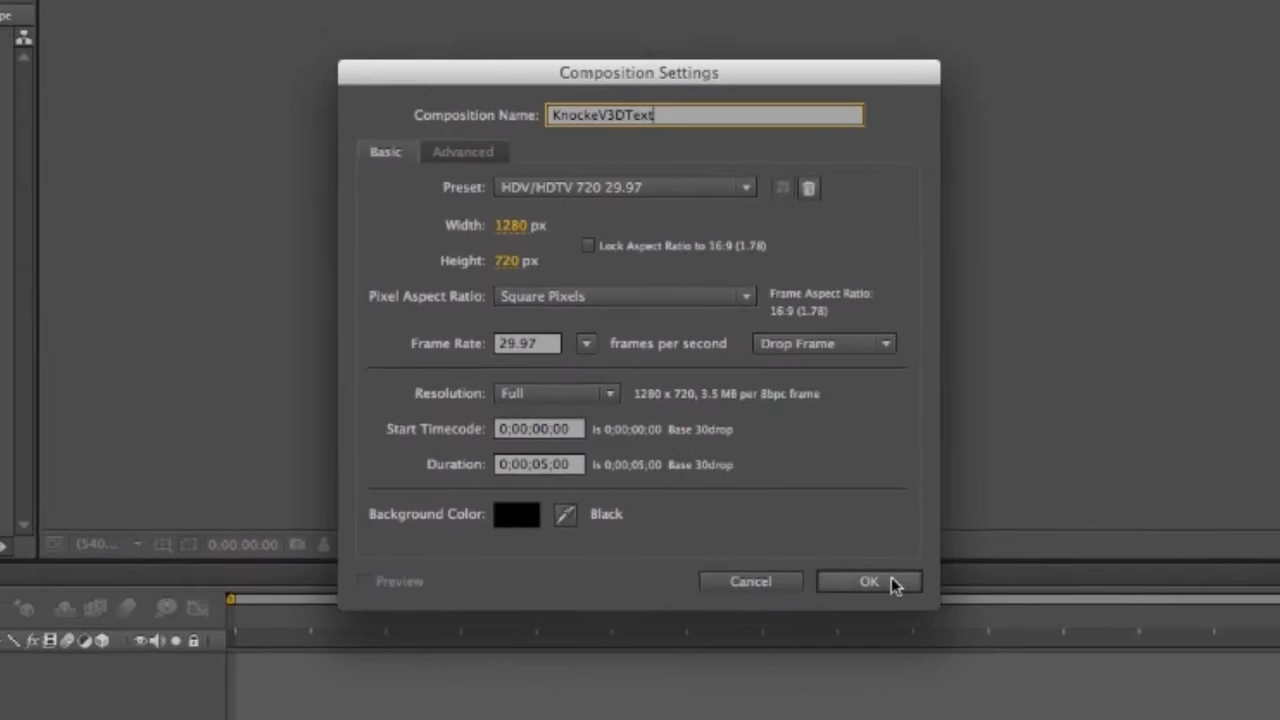 pe
Composition Settings
Composition Name: KnockeV3DText
Basic Advanced
Preset: HDV/HDTV 720 29.97
Width: 1280 px
Lock Aspect Ratio to 16:9 (1.78)
Height: 720 px
Pixel Aspect Ratio: Square Pixels
Frame Aspect Ratio:
16:9 (1.78)
Frame Rate: 29.97 frames per second Drop Frame
Resolution: Full 1280 x 720, 3.5 MB per 8bpc frame
Start Timecode: 0;00;00;00 is 0;00;00;00 Base 30drop
Duration: 0;00;05;00 is 0;00;05;00 Base 30drop
Background Color: Black
(540... 0:00:00:00
Preview Cancel OK
fx